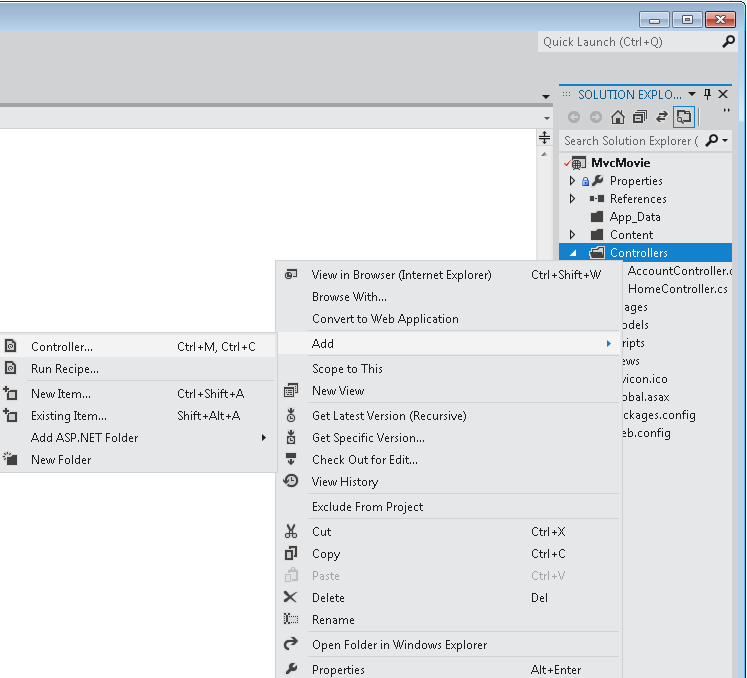 Quick Launch (Ctrl+Q)
SOLUTION EXPLO...
Search Solution Explorer (
MvcMovie
Properties
References
App_Data
Content
Controllers
AccountController.c
HomeController.cs
ages
odels
ripts
ews
vicon.ico
obal.asax
ckages.config
eb.config
View in Browser (Internet Explorer) Ctrl+Shift+W
Browse With...
Convert to Web Application
Add
Scope to This
New View
Get Latest Version (Recursive)
Get Specific Version...
Check Out for Edit...
View History
Exclude From Project
Cut Ctrl+X
Copy Ctrl+C
Paste Ctrl+V
Delete Del
Rename
Open Folder in Windows Explorer
Properties Alt+Enter
Controller... Ctrl+M, Ctrl+C
Run Recipe...
New Item... Ctrl+Shift+A
Existing Item... Shift+Alt+A
Add ASP.NET Folder
New Folder